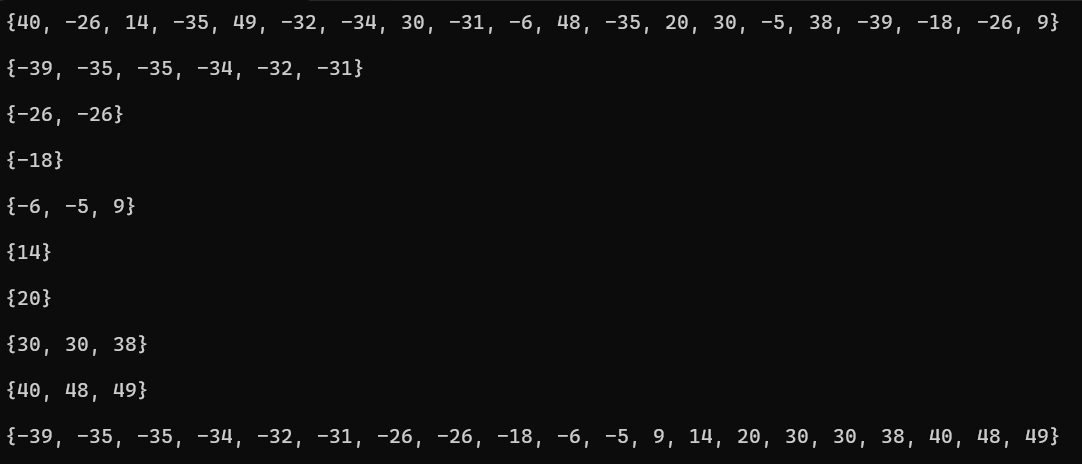 {40, -26, 14, -35, 49, -32, -34, 30, -31, -6, 48, -35, 20, 30, -5, 38, -39, -18, -26, 9}
{-39, -35, -35, -34, -32, -31}
{-26, -26}
{-18}
{-6, -5, 9}
{14}
{20}
{30, 30, 38}
{40, 48, 49}
{-39, -35, -35, -34, -32, -31, -26, -26, -18, -6, -5, 9, 14, 20, 30, 30, 38, 40, 48, 49}